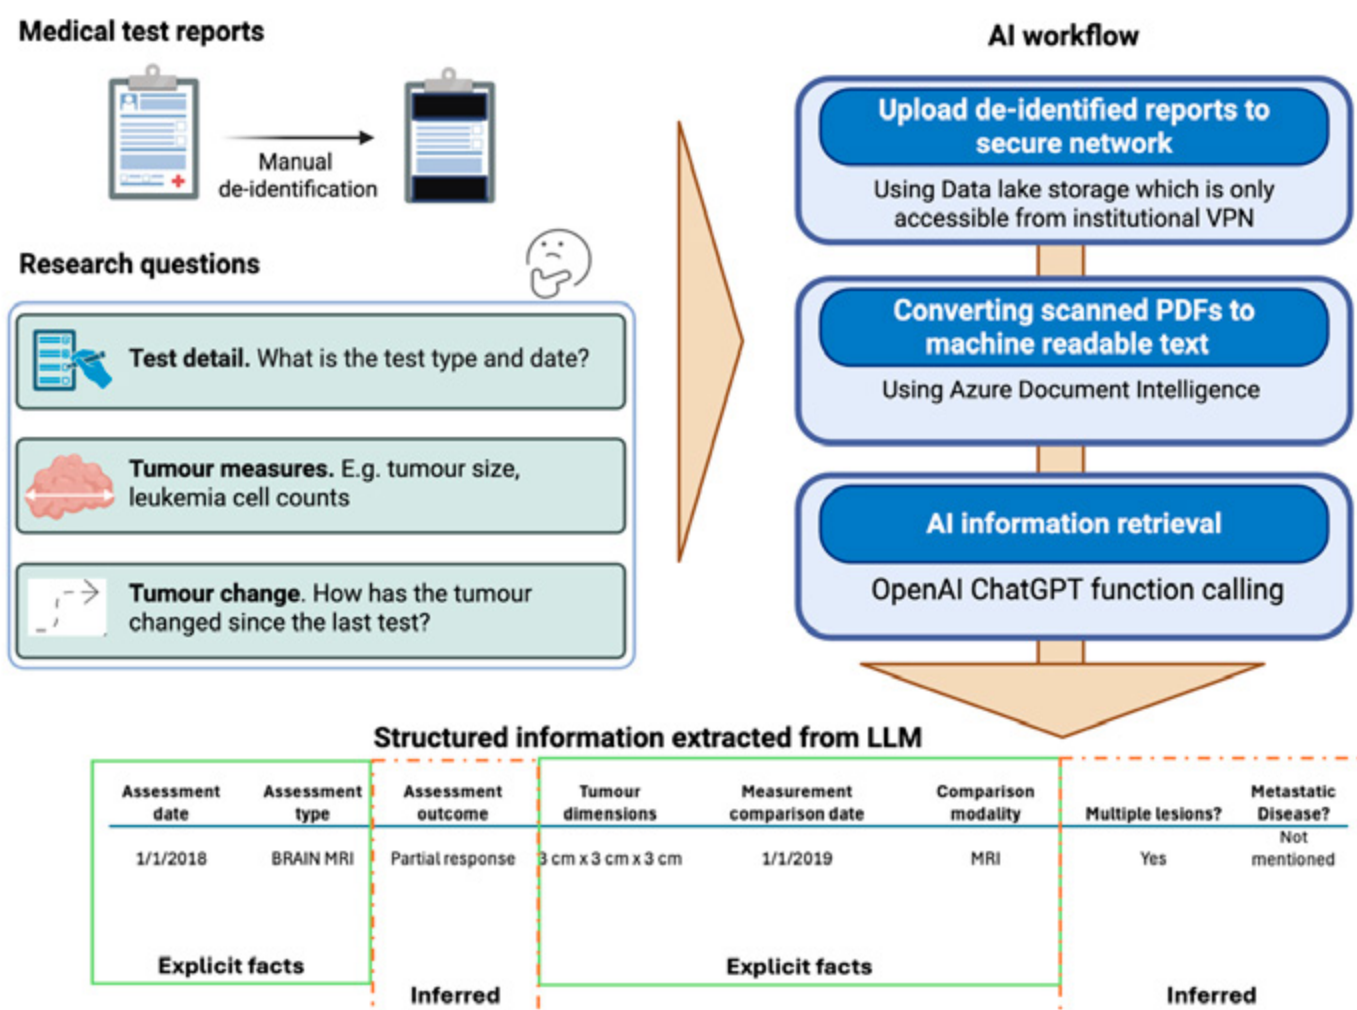 Medical test reports
Manual
de-identification
Research questions
Test detail. What is the test type and date?
Tumour measures. E.g. tumour size,
leukemia cell counts
Tumour change. How has the tumour
changed since the last test?
AI workflow
Upload de-identified reports to
secure network
Using Data lake storage which is only
accessible from institutional VPN
Converting scanned PDFs to
machine readable text
Using Azure Document Intelligence
AI information retrieval
OpenAI ChatGPT function calling
Structured information extracted from LLM
Assessment date
Assessment type
Assessment outcome
Tumour dimensions
Measurement comparison date
Comparison modality
Multiple lesions?
Metastatic Disease?
1/1/2018
BRAIN MRI
Partial response
3 cm x 3 cm x 3 cm
1/1/2019
MRI
Yes
Not mentioned
Explicit facts
Inferred
Explicit facts
Inferred